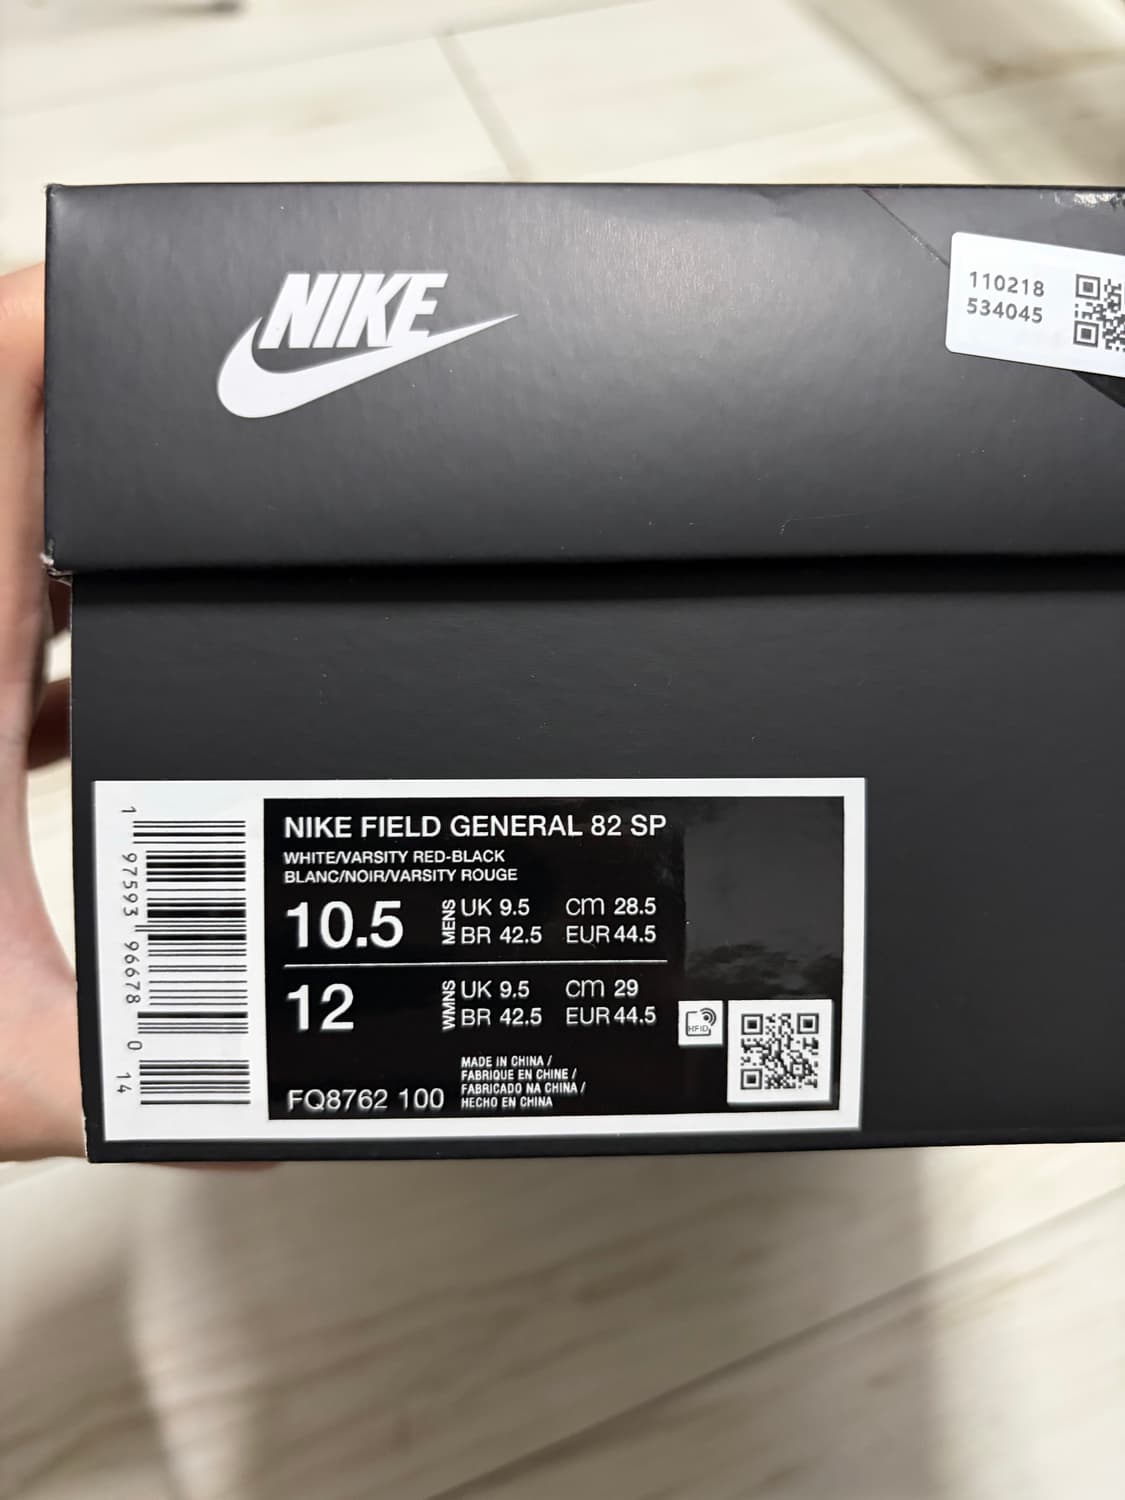 NIKE
110218
534045
1 97593 96678 0 14
NIKE FIELD GENERAL 82 SP
WHITE/VARSITY RED-BLACK
BLANC/NOIR/VARSITY ROUGE
10.5 MENS UK 9.5 cm 28.5
BR 42.5 EUR 44.5
12 WMNS UK 9.5 cm 29
BR 42.5 EUR 44.5
HFID
FQ8762 100
MADE IN CHINA /
FABRIQUE EN CHINE /
FABRICADO NA CHINA /
HECHO EN CHINA